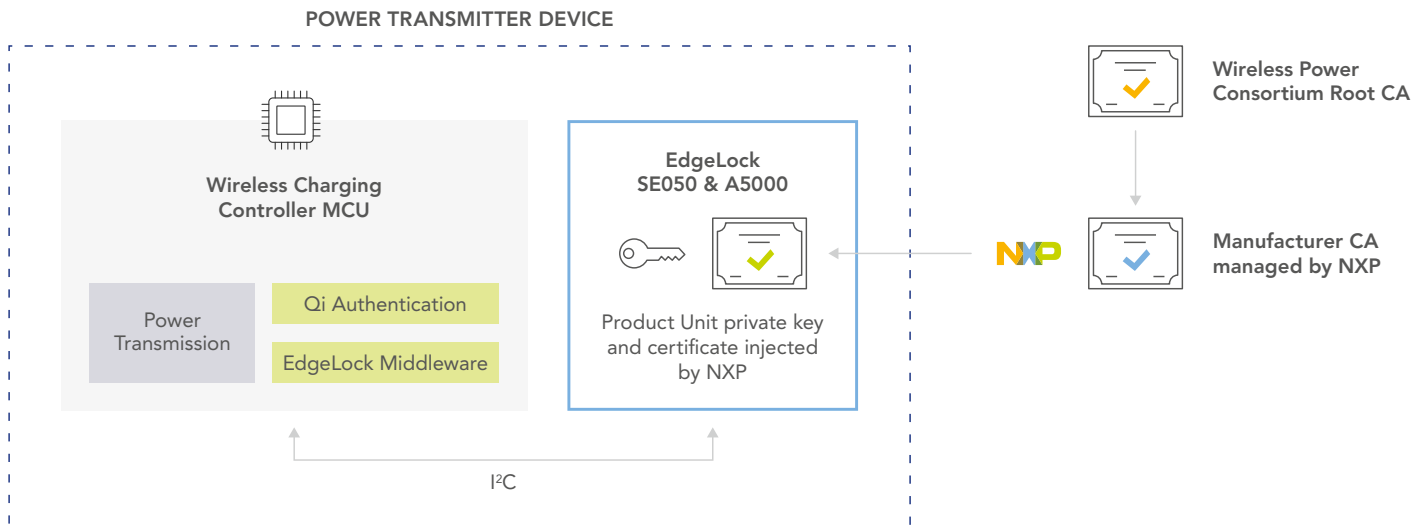 POWER TRANSMITTER DEVICE
Wireless Charging
Controller MCU
Power
Transmission
Qi Authentication
EdgeLock Middleware
EdgeLock
SE050 & A5000
Product Unit private key
and certificate injected
by NXP
I²C
Wireless Power
Consortium Root CA
NXP
Manufacturer CA
managed by NXP